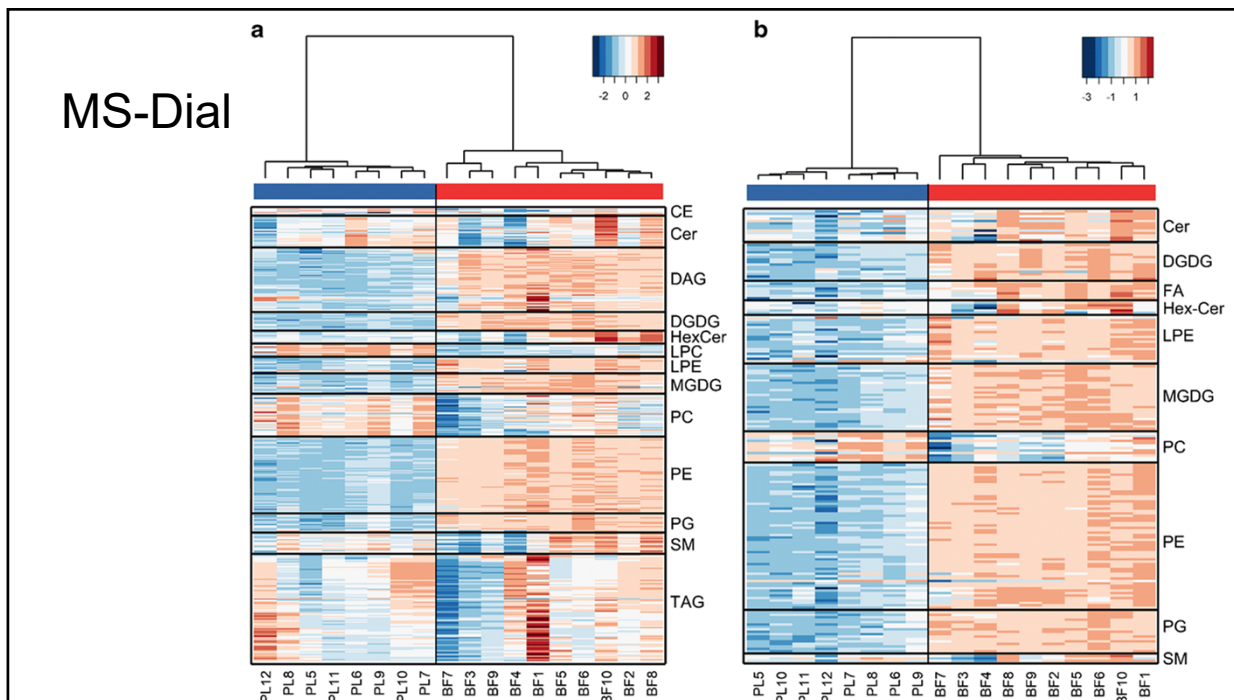 MS-Dial
a
-2 0 2
CE
Cer
DAG
DGDG
HexCer
LPC
LPE
MGDG
PC
PE
PG
SM
TAG
PL12 PL8 PL5 PL11 PL6 PL9 PL10 PL7 BF7 BF3 BF9 BF4 BF1 BF5 BF6 BF10 BF2 BF8
b
-3 -1 1
Cer
DGDG
FA
Hex-Cer
LPE
MGDG
PC
PE
PG
SM
PL5 PL10 PL11 PL12 PL7 PL8 PL6 PL9 BF7 BF3 BF4 BF8 BF9 BF2 BF5 BF6 BF10 BF1